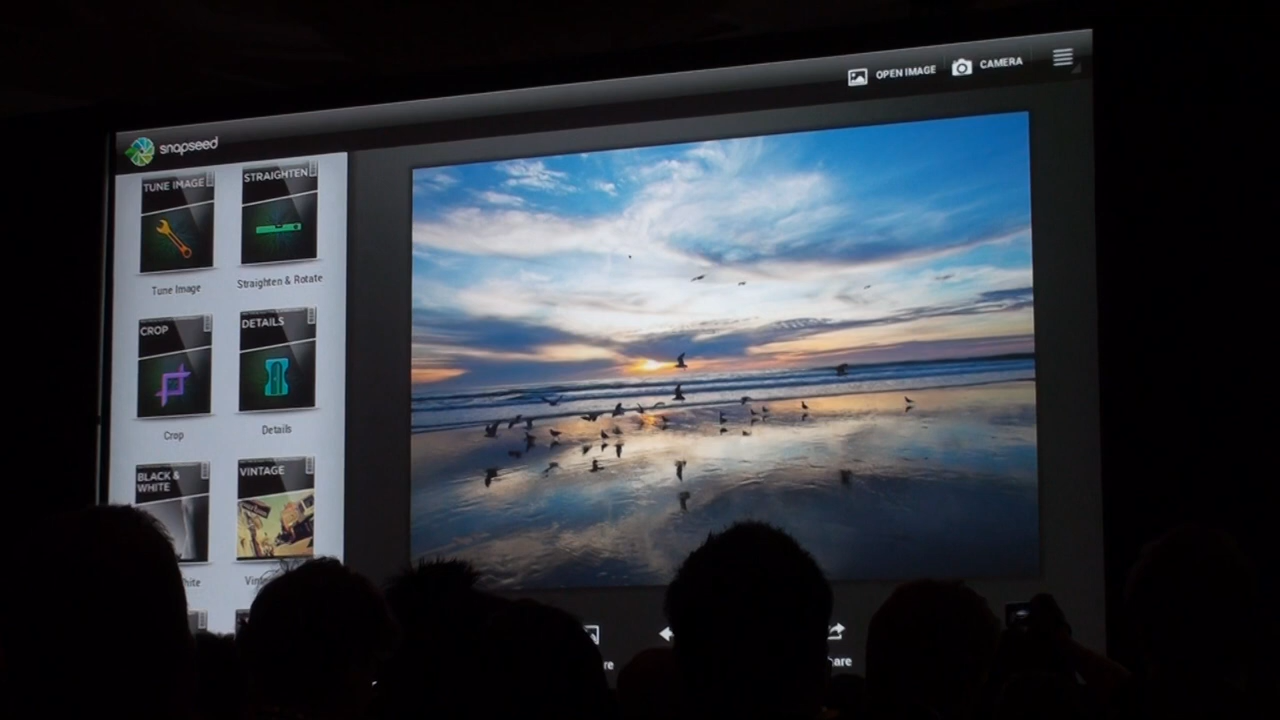 OPEN IMAGE
CAMERA
snapseed
TUNE IMAGE
STRAIGHTEN
Tune Image
Straighten & Rotate
CROP
DETAILS
Crop
Details
BLACK &
WHITE
VINTAGE